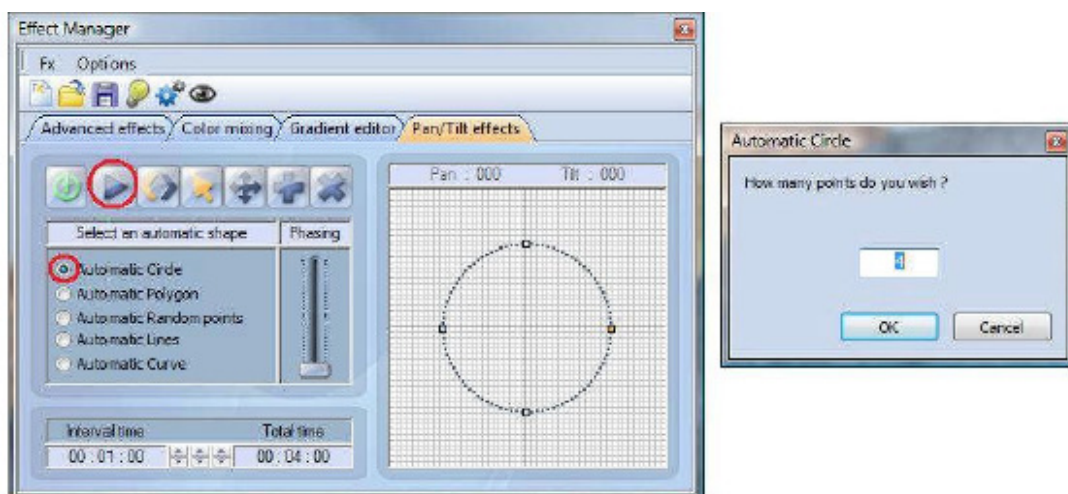 Effect Manager
Fx Options
Advanced effects Color mixing Gradient editor Pan/Tilt effects
Select an automatic shape Phasing
Automatic Circle
Automatic Polygon
Automatic Random points
Automatic Lines
Automatic Curve
Interval time Total time
00 : 01 : 00 00 : 04 : 00
Pan : 000 Tilt : 000
Automatic Circle
How many points do you wish ?
4
OK Cancel